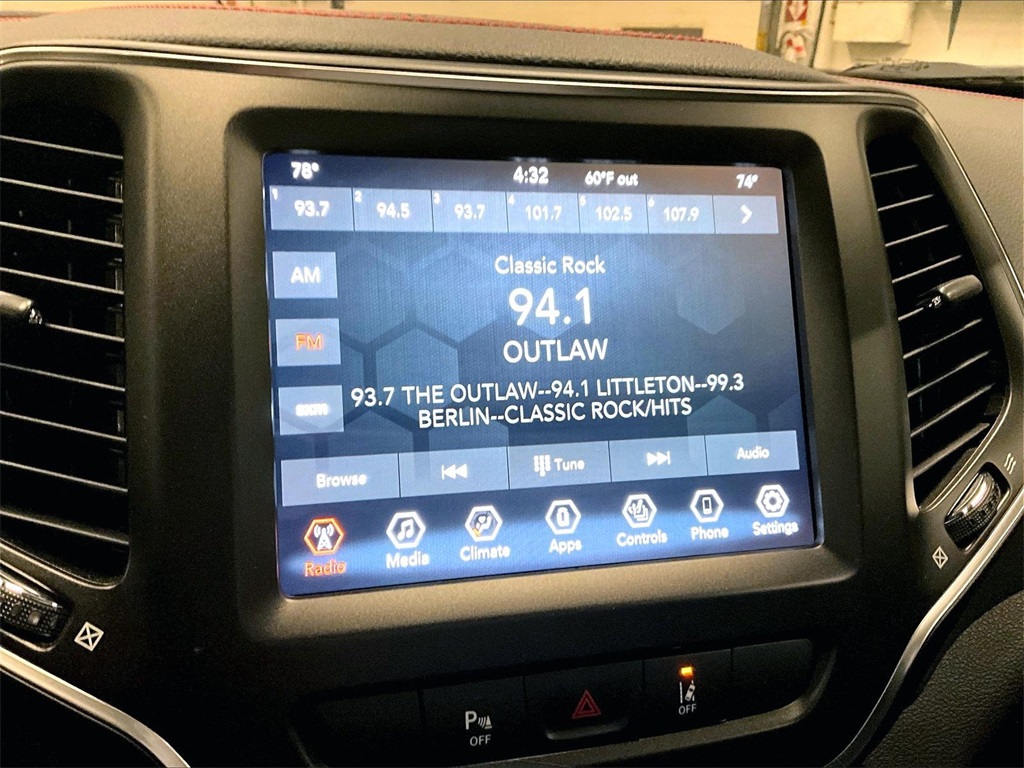 78° 4:32 60°F out 74°
1 93.7 2 94.5 3 93.7 4 101.7 5 102.5 6 107.9
Classic Rock
AM
94.1
FM
OUTLAW
93.7 THE OUTLAW--94.1 LITTLETON--99.3
BERLIN--CLASSIC ROCK/HITS
Browse Tune Audio
Radio Media Climate Apps Controls Phone Settings
P OFF
OFF